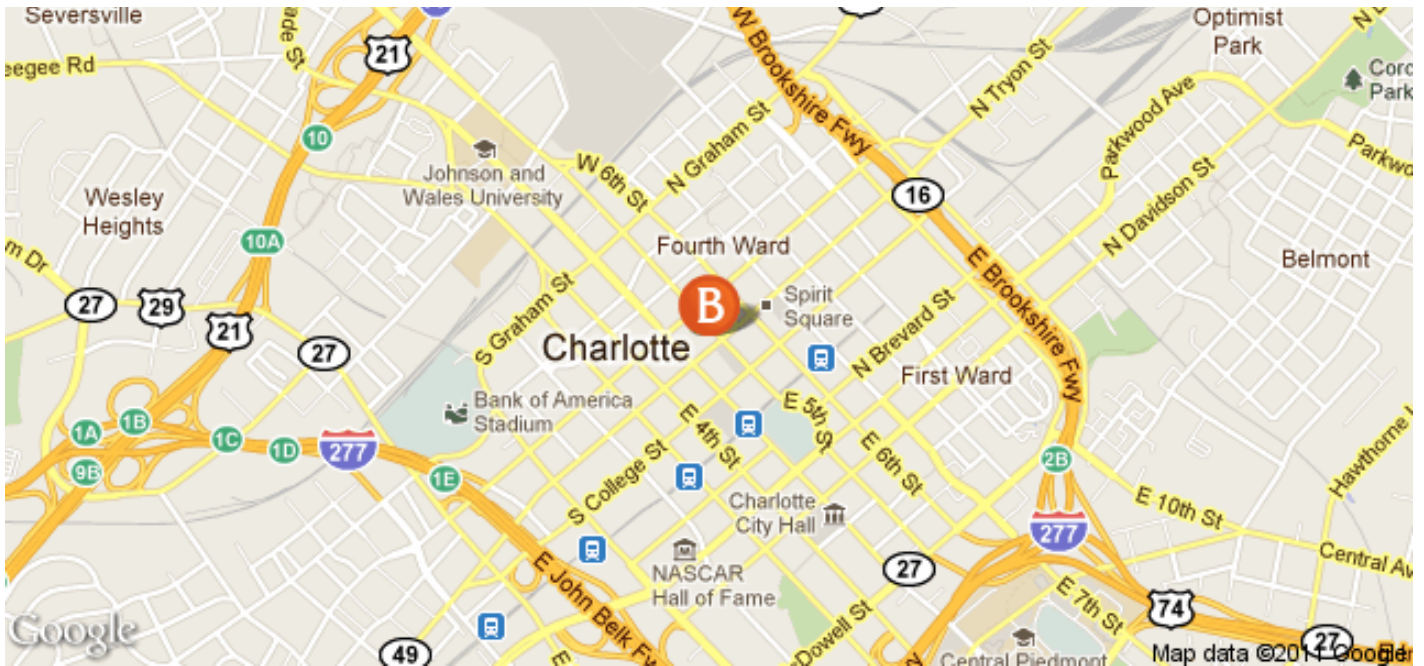 Seversville
21
10
eegee Rd
ade St
W Brookshire Fwy
Optimist
Park
N Tryon St
Parkwood Ave
Parkwo
N Graham St
W 6th St
Johnson and
Wales University
16
Wesley
Heights
10A
Fourth Ward
N Davidson St
Belmont
E Brookshire Fwy
m Dr
27
29
21
27
S Graham St
B
Spirit
Square
Charlotte
N Brevard St
First Ward
Bank of America
Stadium
E 4th St
E 5th St
E 6th St
1A
1B
1C
1D
277
9B
1E
S College St
2B
Hawthorne
Charlotte
City Hall
E 10th St
277
NASCAR
Hall of Fame
27
Central Av
E John Belk Fw
E 7th St
74
Dowell St
49
27
Central Piedmont
Google
Map data ©2011 Google